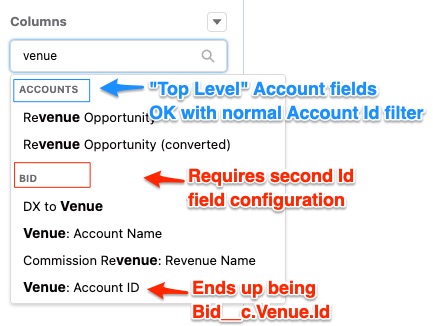 Columns
venue
ACCOUNTS
"Top Level" Account fields
OK with normal Account Id filter
Revenue Opportunity
Revenue Opportunity (converted)
BID
Requires second Id
field configuration
DX to Venue
Venue: Account Name
Commission Revenue: Revenue Name
Venue: Account ID
Ends up being
Bid__c.Venue.Id